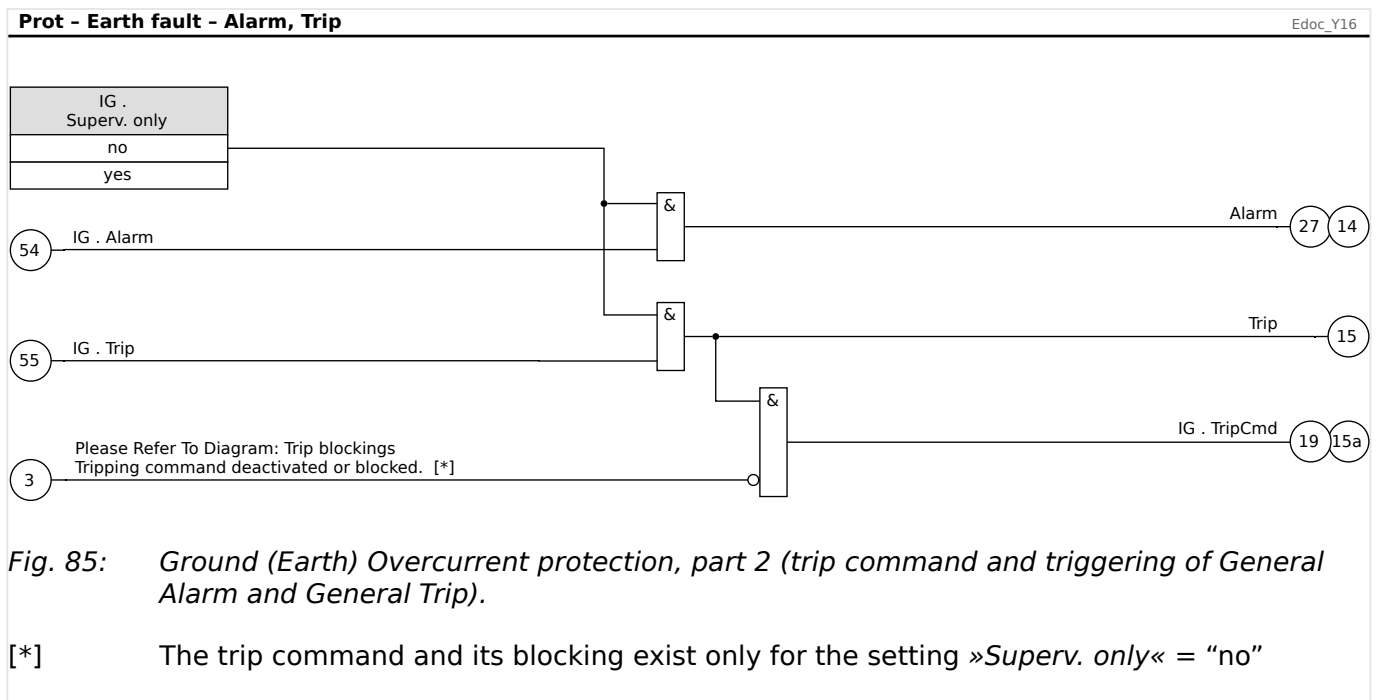 Prot – Earth fault – Alarm, Trip
Edoc_Y16
IG .
Superv. only
no
yes
&
Alarm
27
14
54
IG . Alarm
&
Trip
15
55
IG . Trip
&
IG . TripCmd
19
15a
Please Refer To Diagram: Trip blockings
Tripping command deactivated or blocked. [*]
3
Fig. 85: Ground (Earth) Overcurrent protection, part 2 (trip command and triggering of General
Alarm and General Trip).
[*] The trip command and its blocking exist only for the setting »Superv. only« = “no”